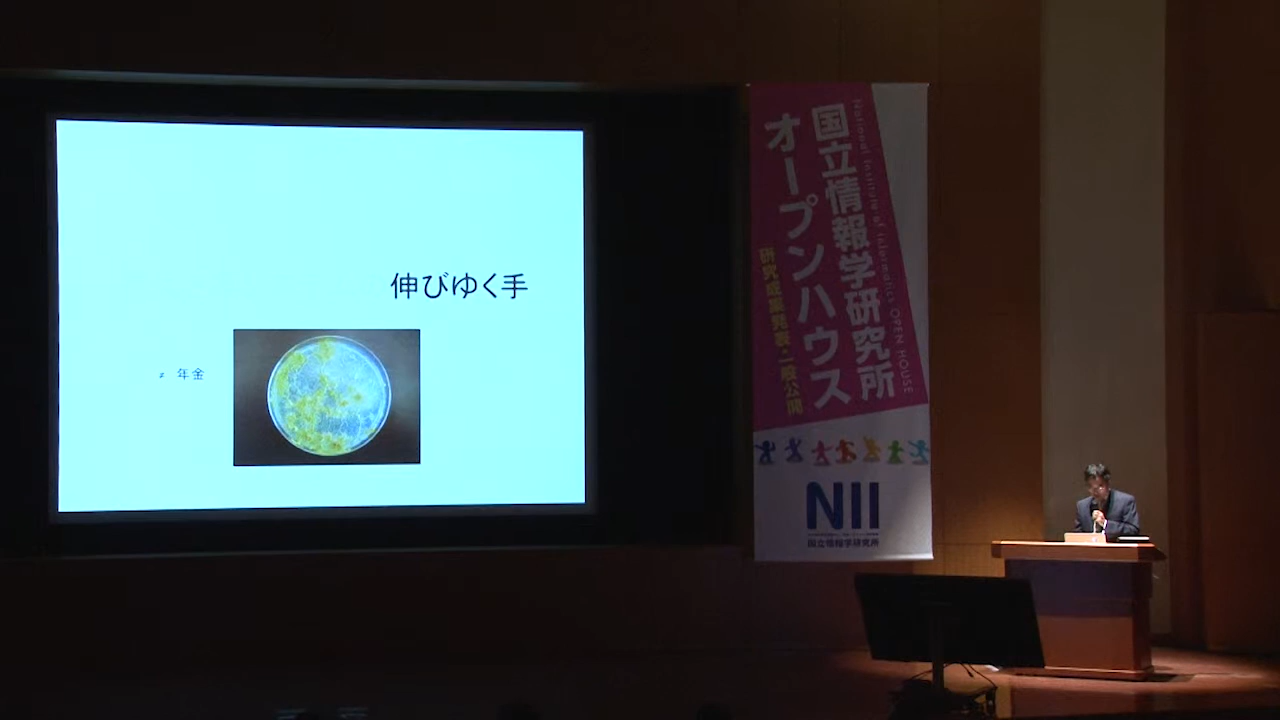 伸びゆく手
≠ 年金
国立情報学研究所
オープンハウス
National Institute of Informatics OPEN HOUSE
研究成果発表・一般公開
NII
国立情報学研究所